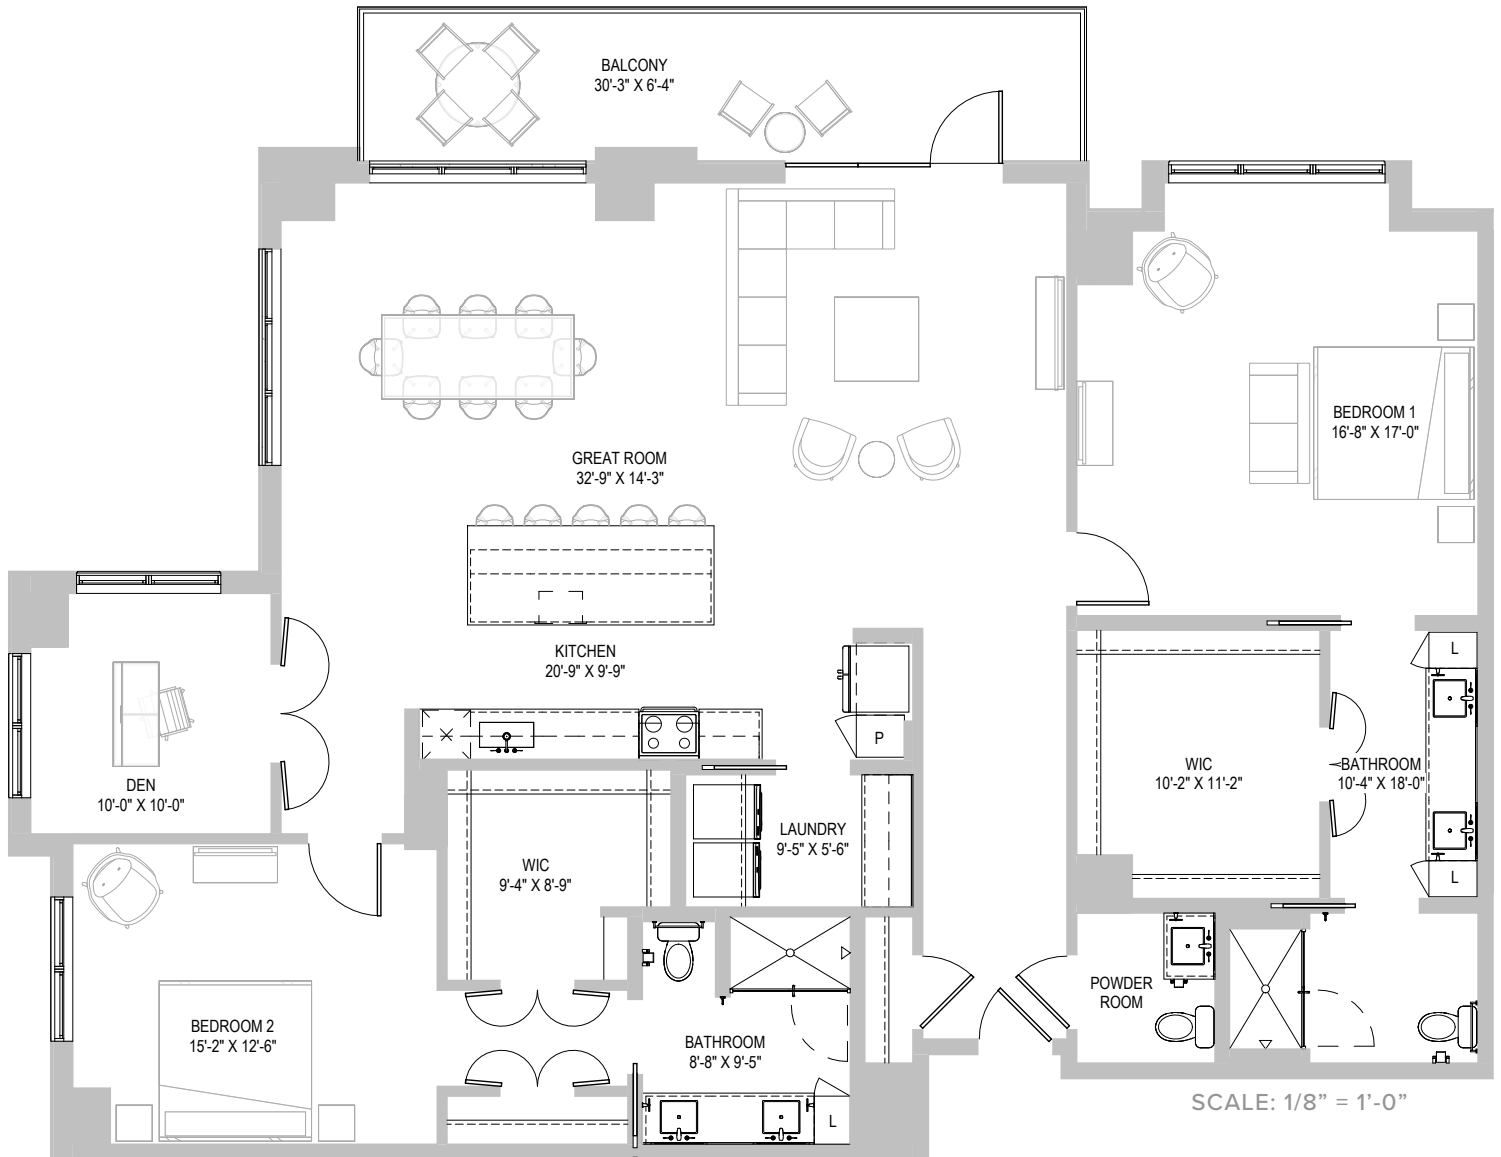 BALCONY
30'-3" X 6'-4"
BEDROOM 1
16'-8" X 17'-0"
GREAT ROOM
32'-9" X 14'-3"
KITCHEN
20'-9" X 9'-9"
L
P
DEN
10'-0" X 10'-0"
WIC
10'-2" X 11'-2"
BATHROOM
10'-4" X 18'-0"
LAUNDRY
9'-5" X 5'-6"
WIC
9'-4" X 8'-9"
L
POWDER
ROOM
BEDROOM 2
15'-2" X 12'-6"
BATHROOM
8'-8" X 9'-5"
L
SCALE: 1/8” = 1’-0”